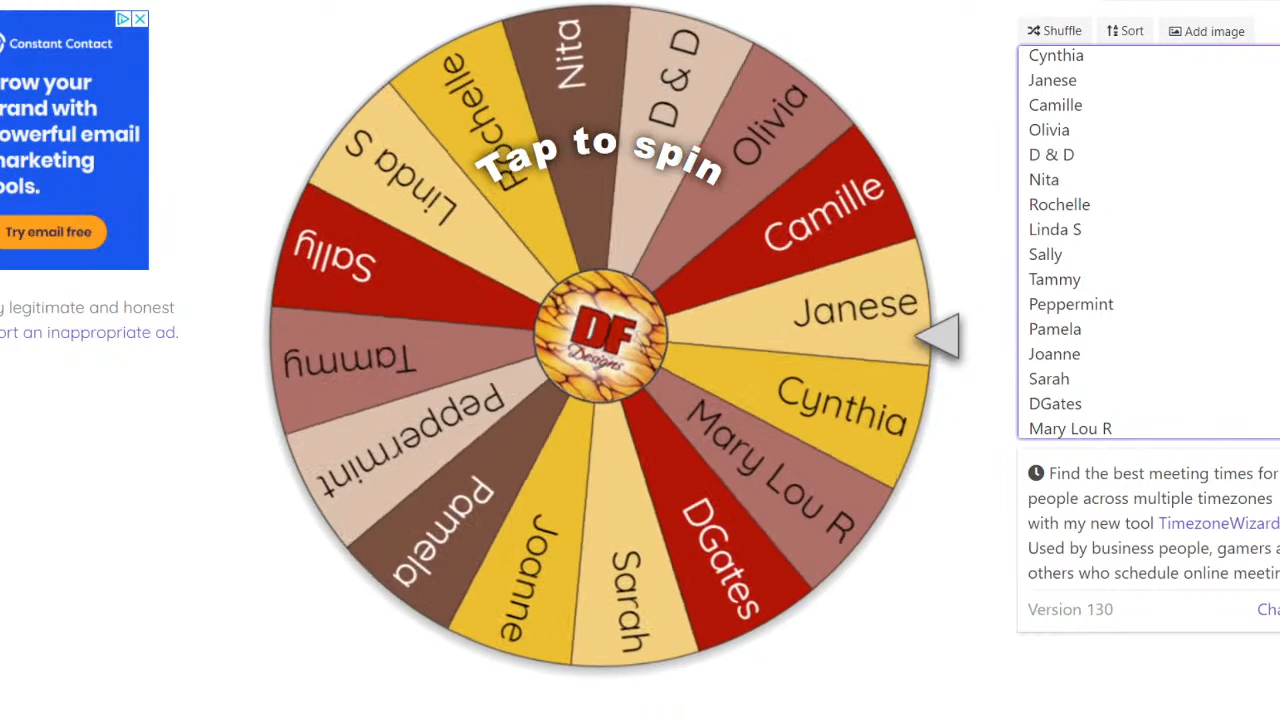 Constant Contact
row your
rand with
owerful email
narketing
ools.
Try email free
y legitimate and honest
ort an inappropriate ad.
Tap to spin
Nita
D & D
Olivia
Camille
Janese
Cynthia
Mary Lou R
DGates
Sarah
Joanne
Pamela
Peppermint
Tammy
Sally
Linda S
Rochelle
DF
Designs
Shuffle
Sort
Add image
Cynthia
Janese
Camille
Olivia
D & D
Nita
Rochelle
Linda S
Sally
Tammy
Peppermint
Pamela
Joanne
Sarah
DGates
Mary Lou R
Find the best meeting times for
people across multiple timezones
with my new tool TimezoneWizard
Used by business people, gamers a
others who schedule online meetin
Version 130
Cha